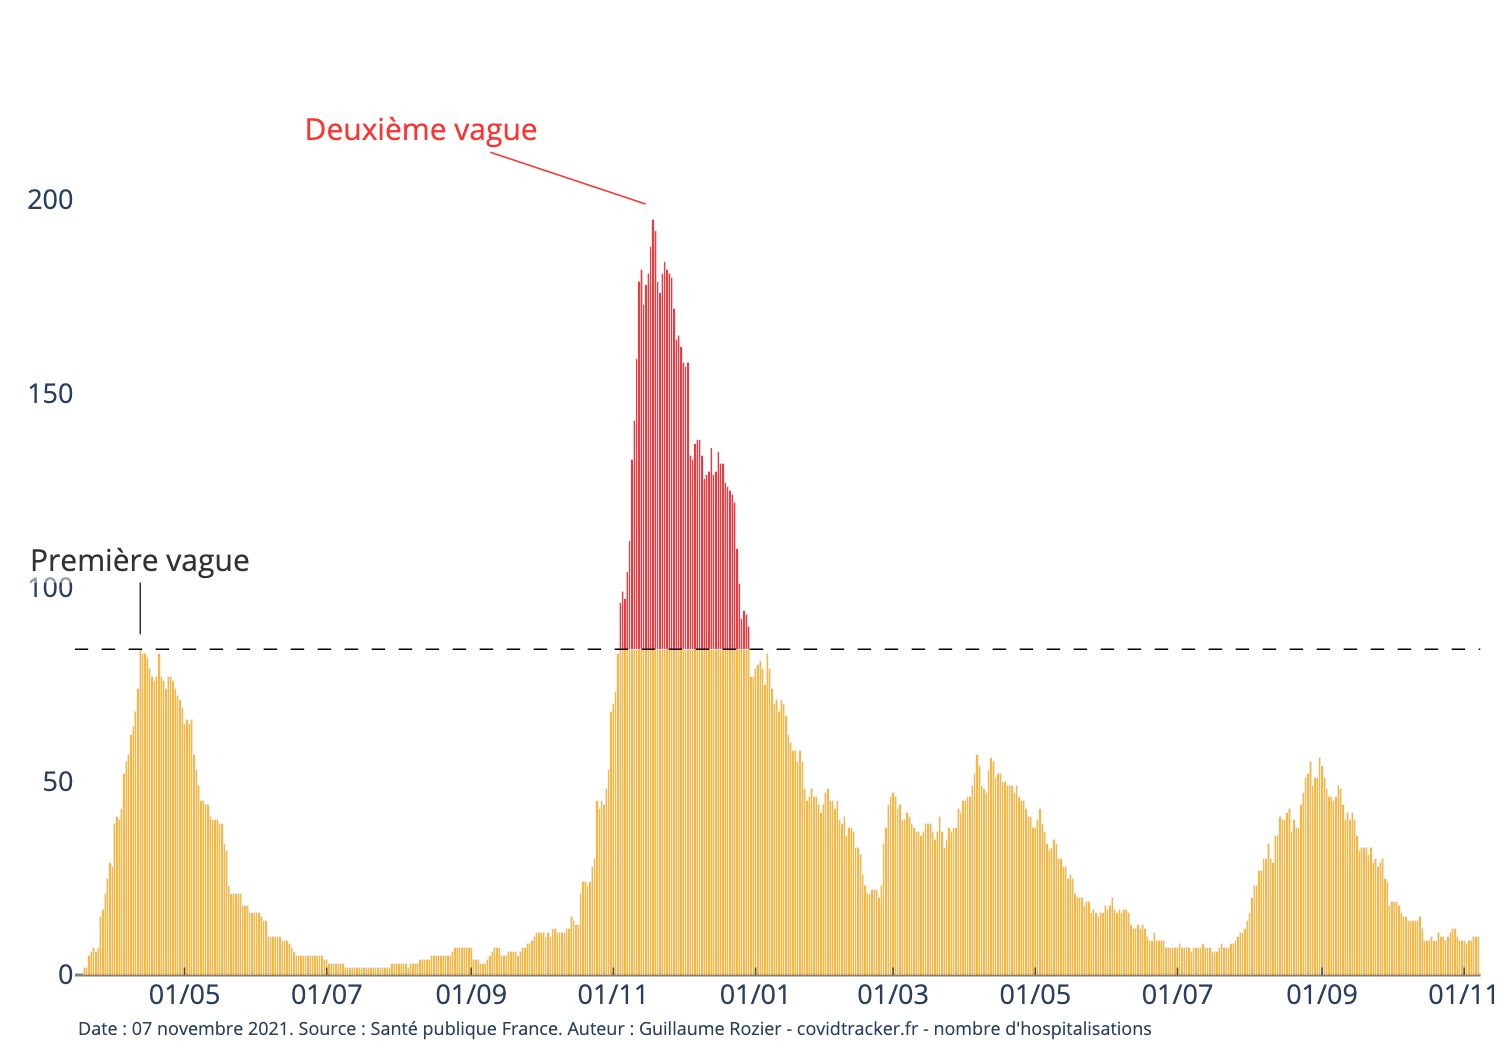 Deuxième vague
200
150
Première vague
100
50
0
01/05 01/07 01/09 01/11 01/01 01/03 01/05 01/07 01/09 01/11
Date : 07 novembre 2021. Source : Santé publique France. Auteur : Guillaume Rozier - covidtracker.fr - nombre d'hospitalisations